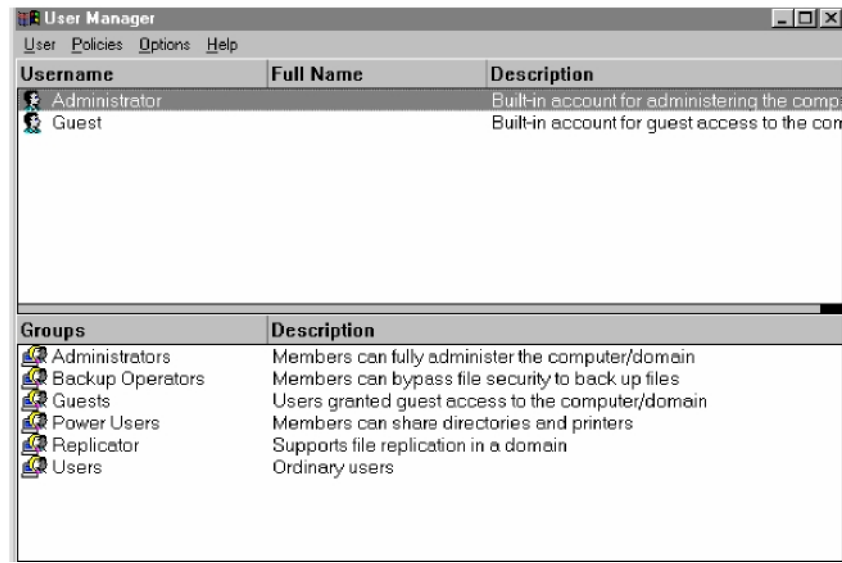 User Manager
User Policies Options Help
Username Full Name Description
Administrator Built-in account for administering the comp
Guest Built-in account for guest access to the com
Groups Description
Administrators Members can fully administer the computer/domain
Backup Operators Members can bypass file security to back up files
Guests Users granted guest access to the computer/domain
Power Users Members can share directories and printers
Replicator Supports file replication in a domain
Users Ordinary users